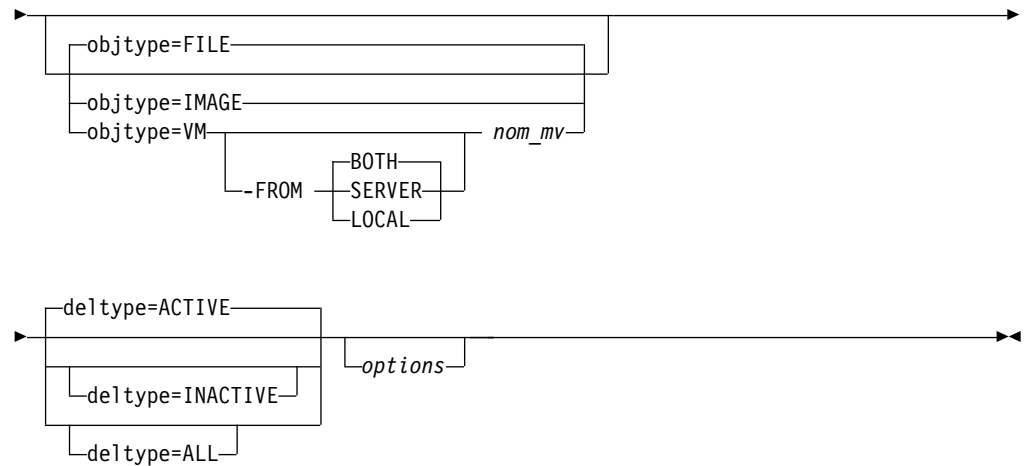 objtype=FILE
objtype=IMAGE
objtype=VM nom_mv
BOTH
-FROM SERVER
LOCAL
deltype=ACTIVE
options
deltype=INACTIVE
deltype=ALL